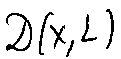 D(x, L)